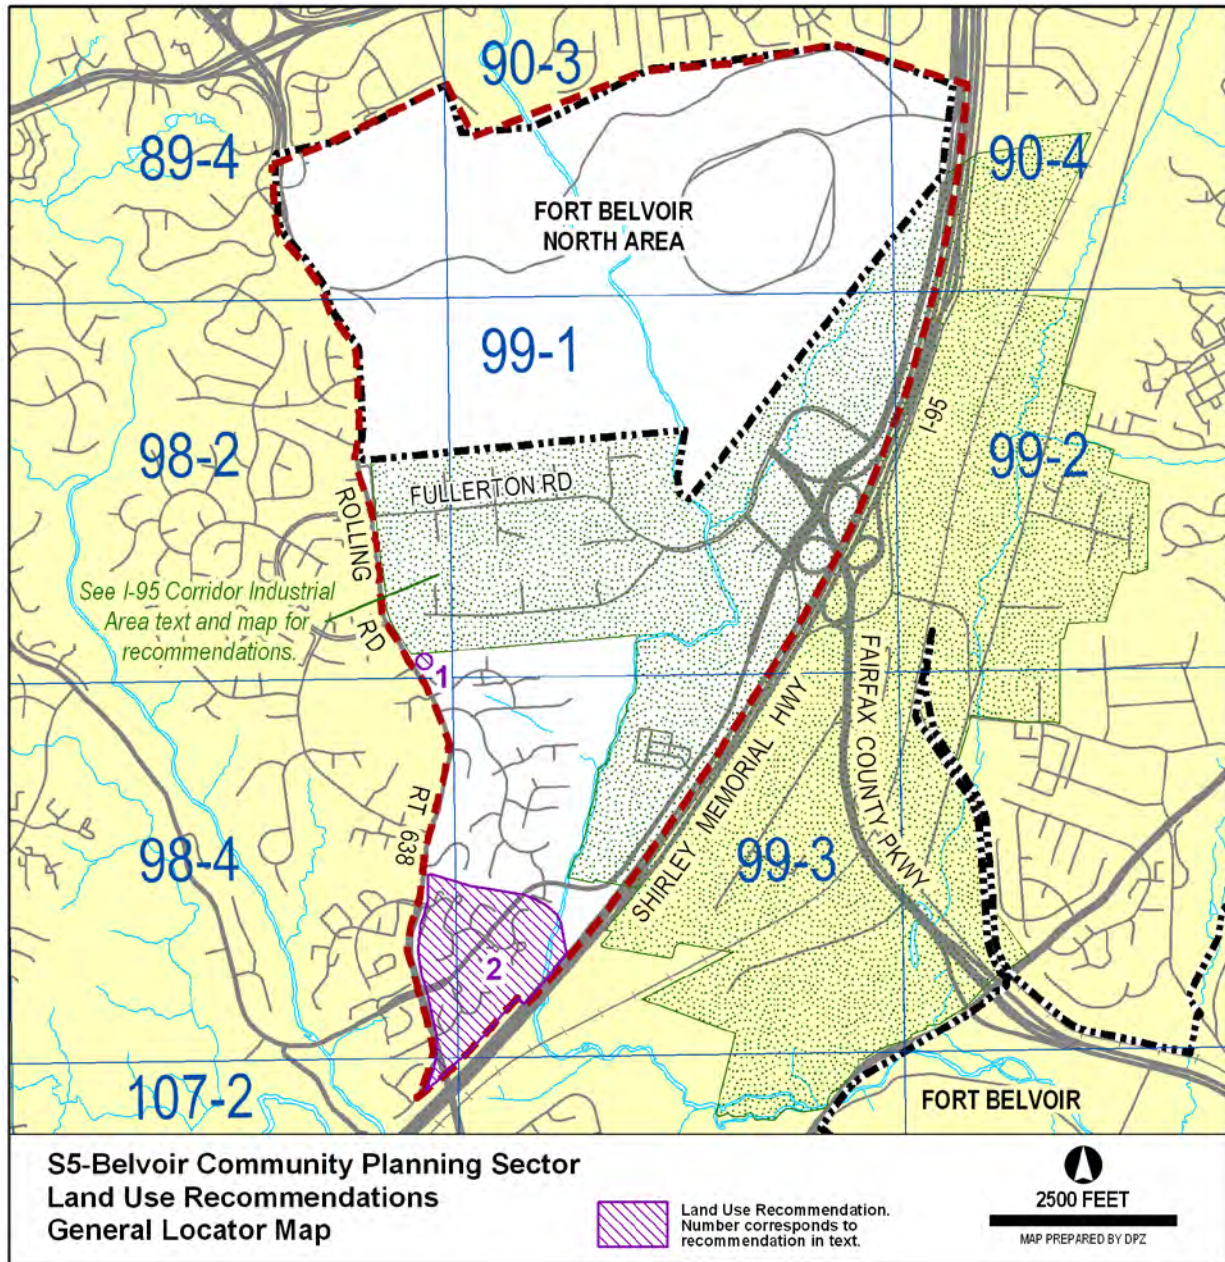 90-3
89-4
90-4
FORT BELVOIR
NORTH AREA
99-1
I-95
98-2
99-2
FULLERTON RD
ROLLING
RD
See I-95 Corridor Industrial
Area text and map for
recommendations.
1
SHIRLEY MEMORIAL HWY
FAIRFAX COUNTY PKWY
RT 638
98-4
99-3
2
107-2
FORT BELVOIR
S5-Belvoir Community Planning Sector
Land Use Recommendations
General Locator Map
Land Use Recommendation.
Number corresponds to
recommendation in text.
2500 FEET
MAP PREPARED BY DPZ